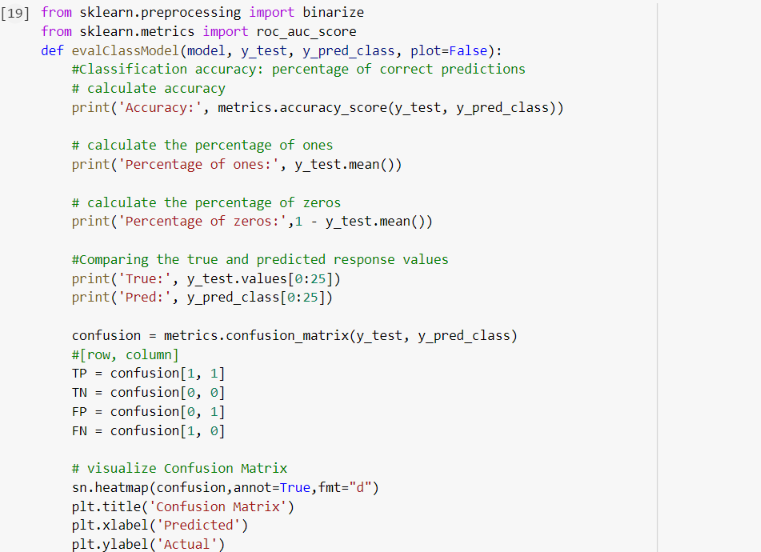 [19] from sklearn.preprocessing import binarize
from sklearn.metrics import roc_auc_score
def evalClassModel(model, y_test, y_pred_class, plot=False):
    #Classification accuracy: percentage of correct predictions
    # calculate accuracy
    print('Accuracy:', metrics.accuracy_score(y_test, y_pred_class))

    # calculate the percentage of ones
    print('Percentage of ones:', y_test.mean())

    # calculate the percentage of zeros
    print('Percentage of zeros:',1 - y_test.mean())

    #Comparing the true and predicted response values
    print('True:', y_test.values[0:25])
    print('Pred:', y_pred_class[0:25])

    confusion = metrics.confusion_matrix(y_test, y_pred_class)
    #[row, column]
    TP = confusion[1, 1]
    TN = confusion[0, 0]
    FP = confusion[0, 1]
    FN = confusion[1, 0]

    # visualize Confusion Matrix
    sn.heatmap(confusion,annot=True,fmt="d")
    plt.title('Confusion Matrix')
    plt.xlabel('Predicted')
    plt.ylabel('Actual')